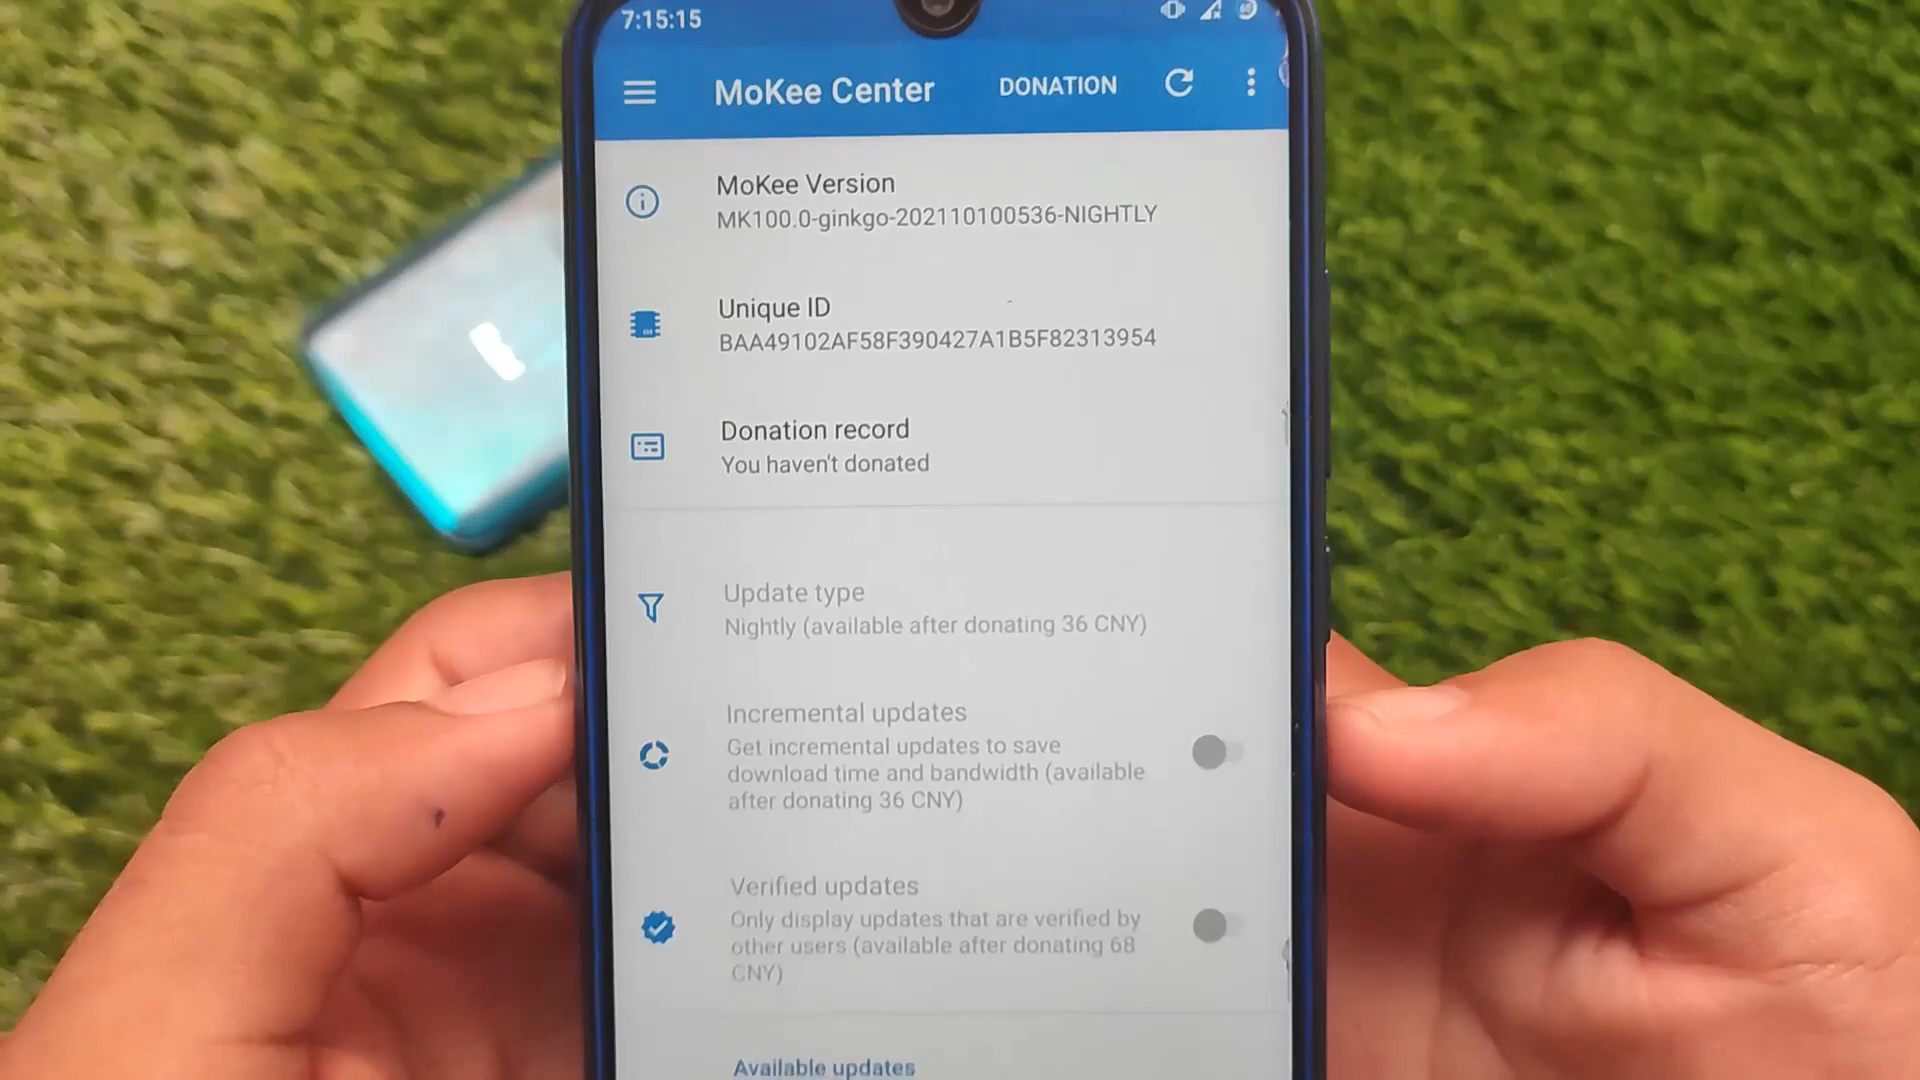 7:15:15
MoKee Center
DONATION
MoKee Version
MK100.0-ginkgo-202110100536-NIGHTLY
Unique ID
BAA49102AF58F390427A1B5F82313954
Donation record
You haven't donated
Update type
Nightly (available after donating 36 CNY)
Incremental updates
Get incremental updates to save
download time and bandwidth (available
after donating 36 CNY)
Verified updates
Only display updates that are verified by
other users (available after donating 68
CNY)
Available updates